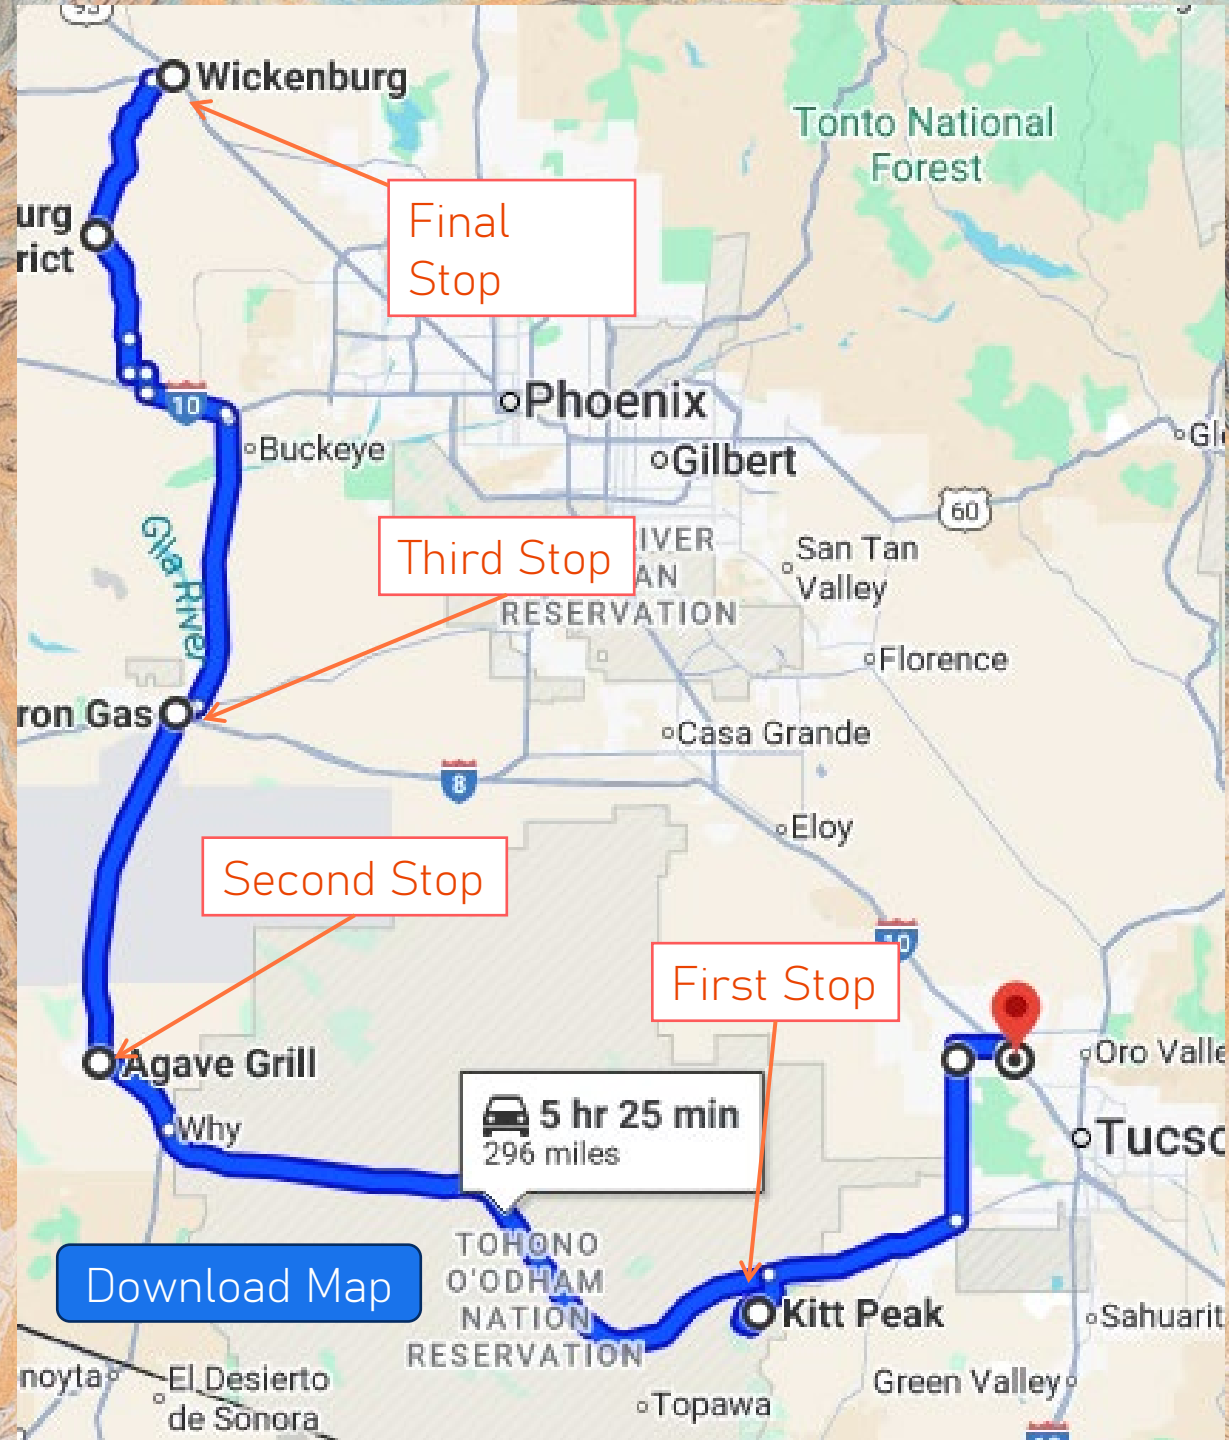 93
Wickenburg
Tonto National
Forest
urg
rict
Final
Stop
10
Phoenix
Buckeye
Gilbert
60
Gila River
Third Stop
IVER
AN
RESERVATION
San Tan
Valley
Florence
ron Gas
Casa Grande
8
Eloy
Second Stop
10
First Stop
Agave Grill
Oro Valle
Why
5 hr 25 min
296 miles
Tucso
TOHONO
O'ODHAM
NATION
RESERVATION
Download Map
Kitt Peak
Sahuarit
noyta
El Desierto
de Sonora
Topawa
Green Valley